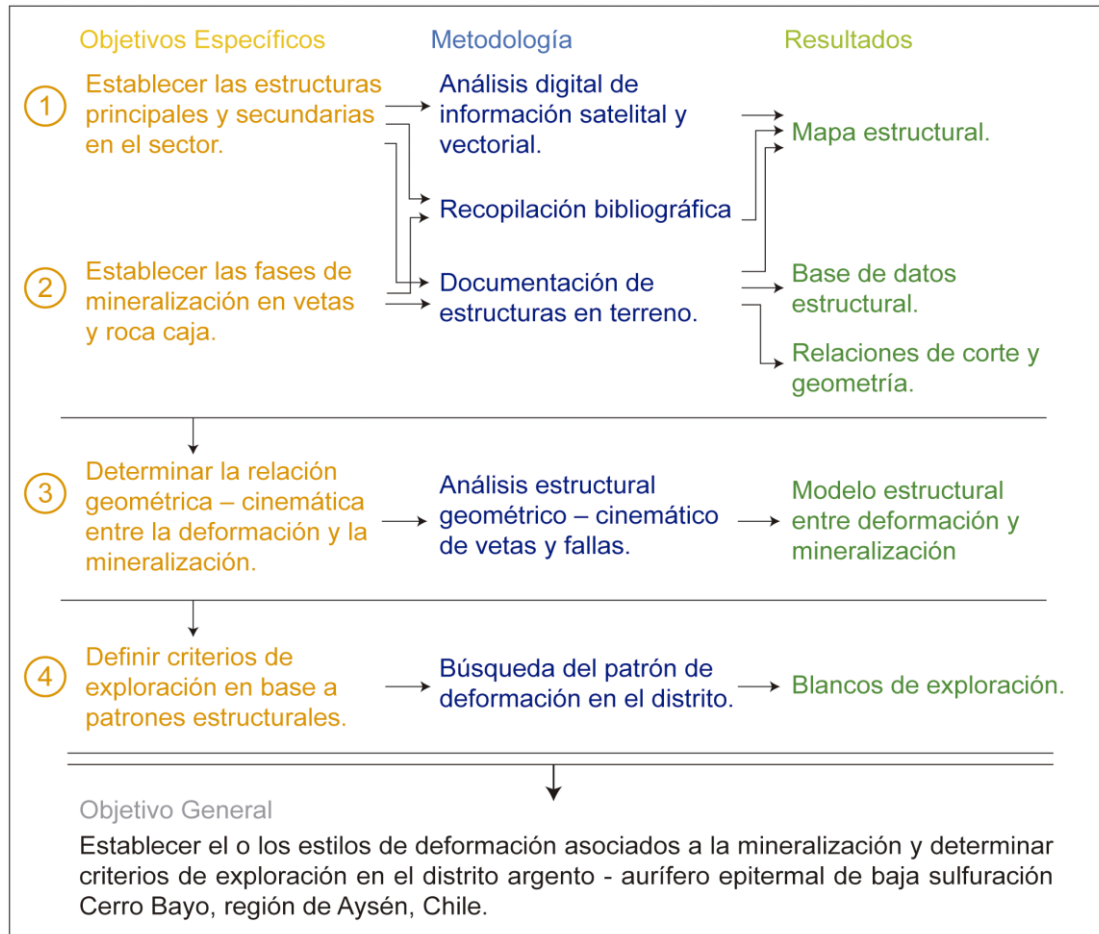 Objetivos Específicos
Metodología
Resultados
1
Establecer las estructuras
principales y secundarias
en el sector.
Análisis digital de
información satelital y
vectorial.
Mapa estructural.
Recopilación bibliográfica
2
Establecer las fases de
mineralización en vetas
y roca caja.
Documentación de
estructuras en terreno.
Base de datos
estructural.
Relaciones de corte y
geometría.
3
Determinar la relación
geométrica – cinemática
entre la deformación y la
mineralización.
Análisis estructural
geométrico – cinemático
de vetas y fallas.
Modelo estructural
entre deformación y
mineralización
4
Definir criterios de
exploración en base a
patrones estructurales.
Búsqueda del patrón de
deformación en el distrito.
Blancos de exploración.
Objetivo General
Establecer el o los estilos de deformación asociados a la mineralización y determinar
criterios de exploración en el distrito argento - aurífero epitermal de baja sulfuración
Cerro Bayo, región de Aysén, Chile.